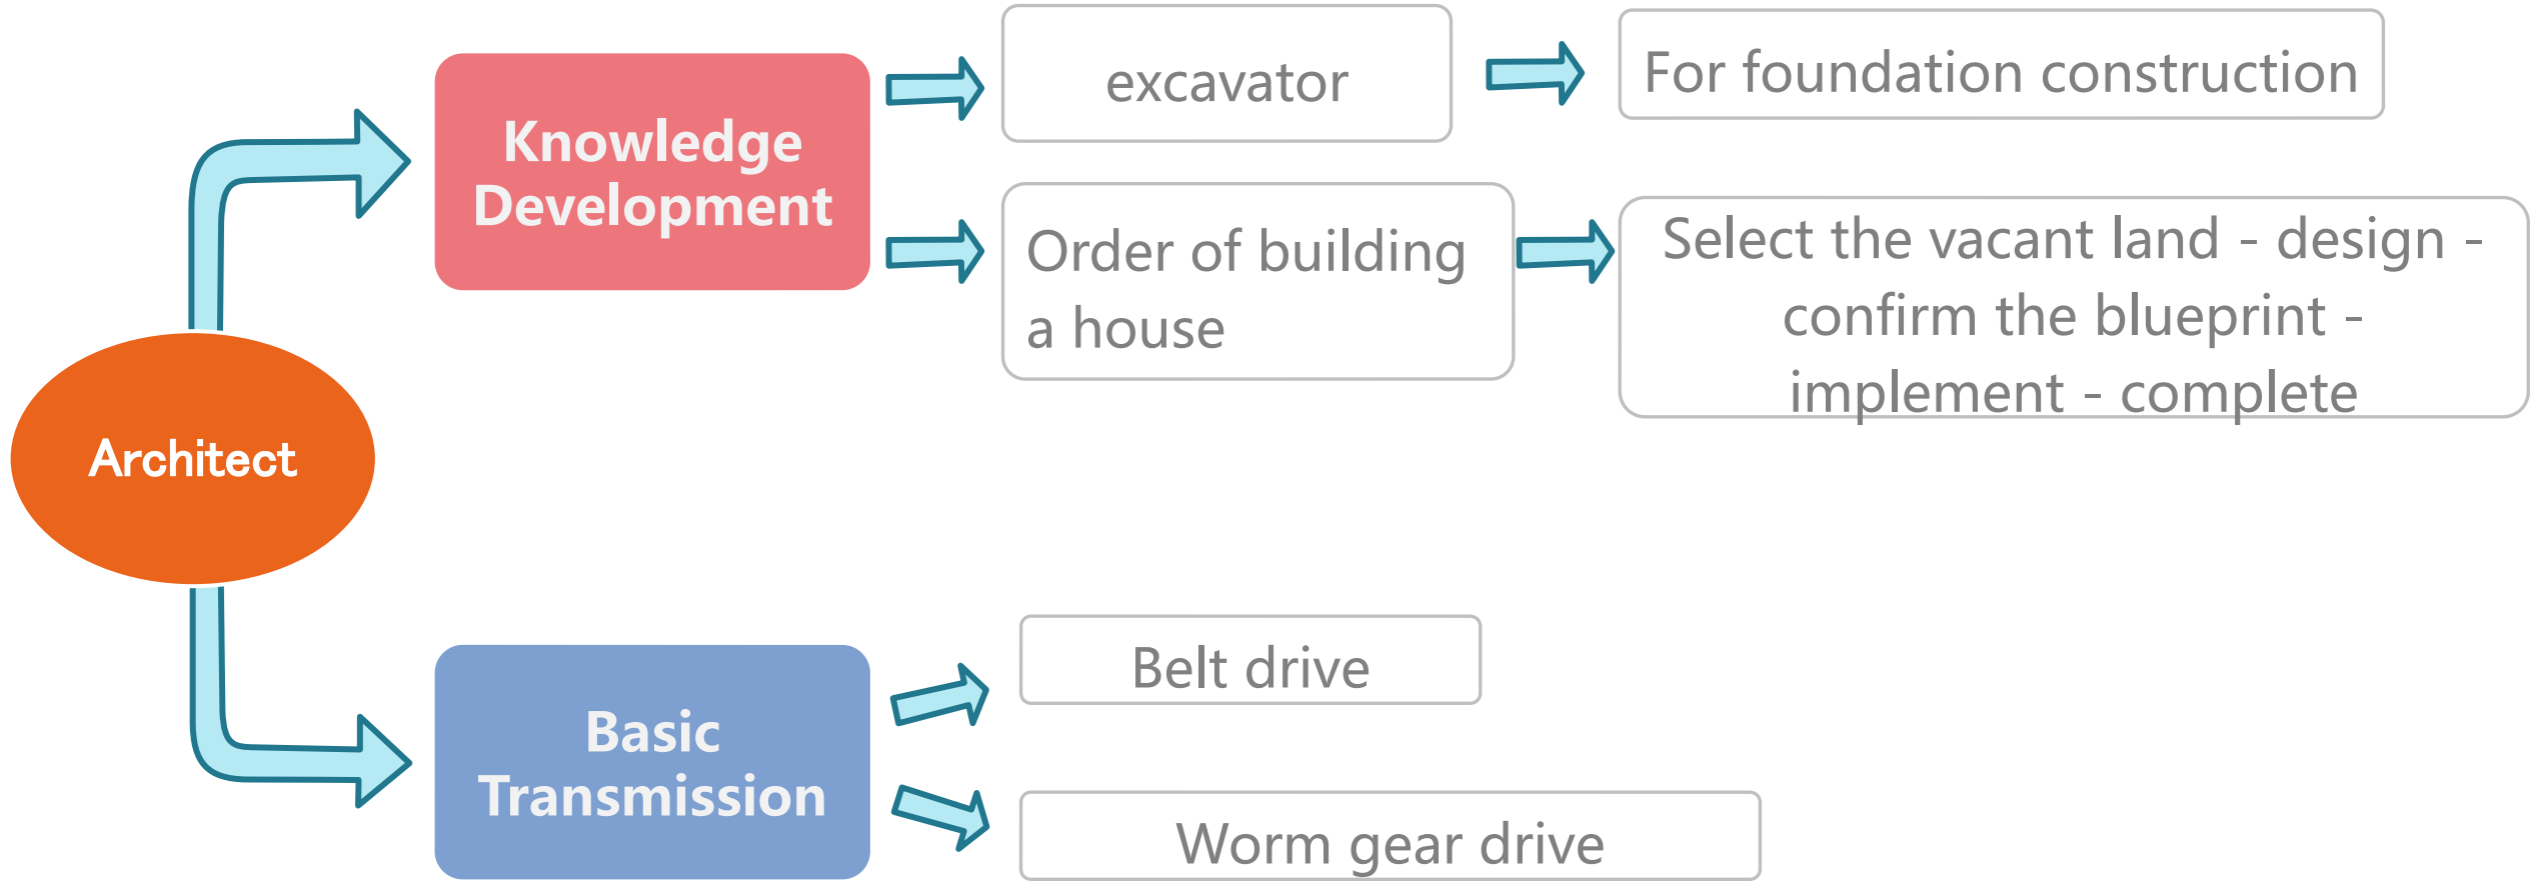 Architect
Knowledge
Development
excavator
For foundation construction
Order of building
a house
Select the vacant land - design -
confirm the blueprint -
implement - complete
Basic
Transmission
Belt drive
Worm gear drive